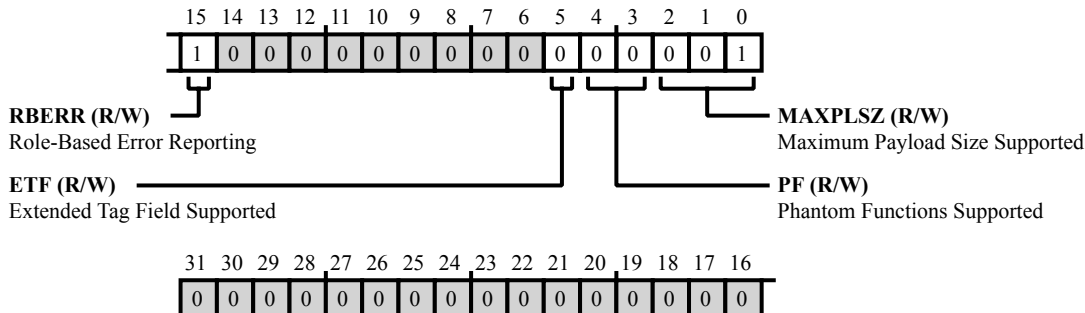 15 14 13 12 11 10 9 8 7 6 5 4 3 2 1 0
1 0 0 0 0 0 0 0 0 0 0 0 0 0 0 1
RBERR (R/W)
Role-Based Error Reporting
MAXPLSZ (R/W)
Maximum Payload Size Supported
ETF (R/W)
Extended Tag Field Supported
PF (R/W)
Phantom Functions Supported
31 30 29 28 27 26 25 24 23 22 21 20 19 18 17 16
0 0 0 0 0 0 0 0 0 0 0 0 0 0 0 0